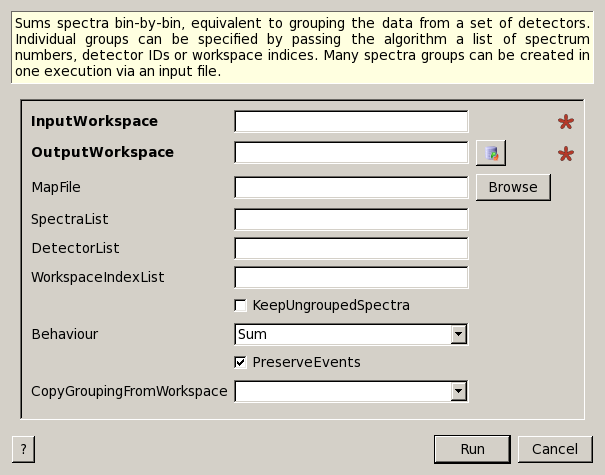 Sums spectra bin-by-bin, equivalent to grouping the data from a set of detectors.
Individual groups can be specified by passing the algorithm a list of spectrum
numbers, detector IDs or workspace indices. Many spectra groups can be created in
one execution via an input file.
InputWorkspace
OutputWorkspace
MapFile Browse
SpectraList
DetectorList
WorkspaceIndexList
KeepUngroupedSpectra
Behaviour Sum
PreserveEvents
CopyGroupingFromWorkspace
? Run Cancel